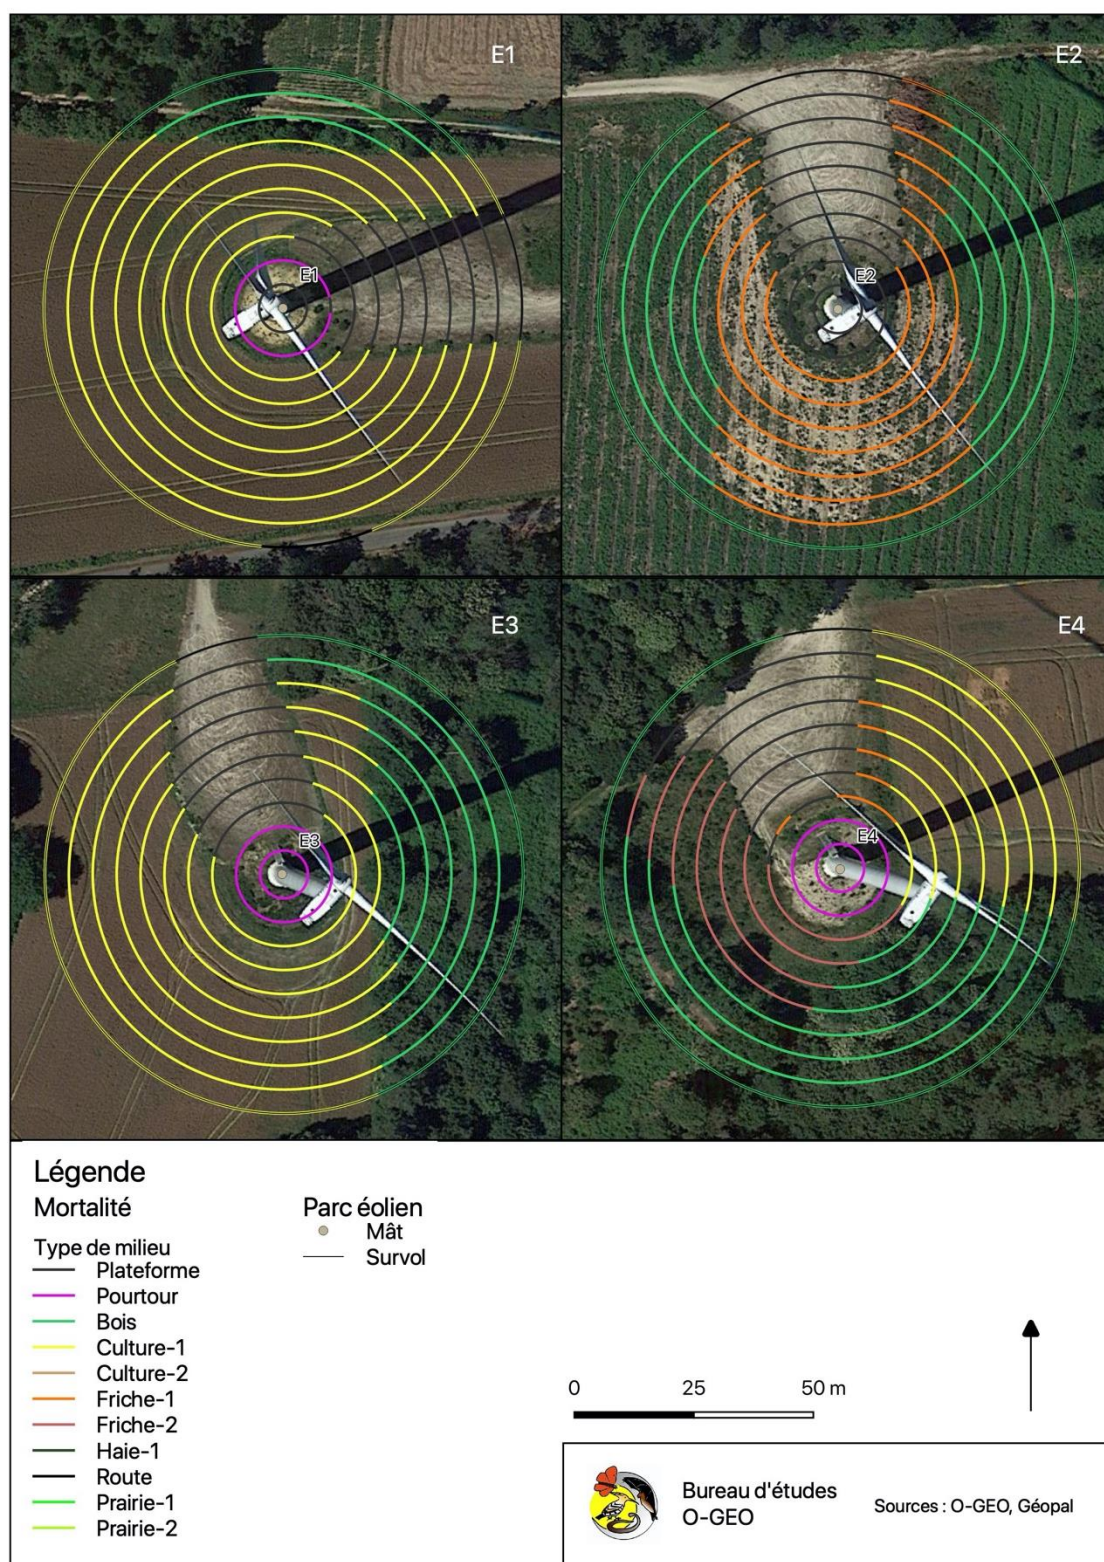 E1
E2
E1
E2
E3
E4
E3
E4
Légende
Mortalité
Type de milieu
Plateforme
Pourtour
Bois
Culture-1
Culture-2
Friche-1
Friche-2
Haie-1
Route
Prairie-1
Prairie-2
Parc éolien
Mât
Survol
0 25 50 m
Bureau d'études
O-GEO
Sources : O-GEO, Géopal